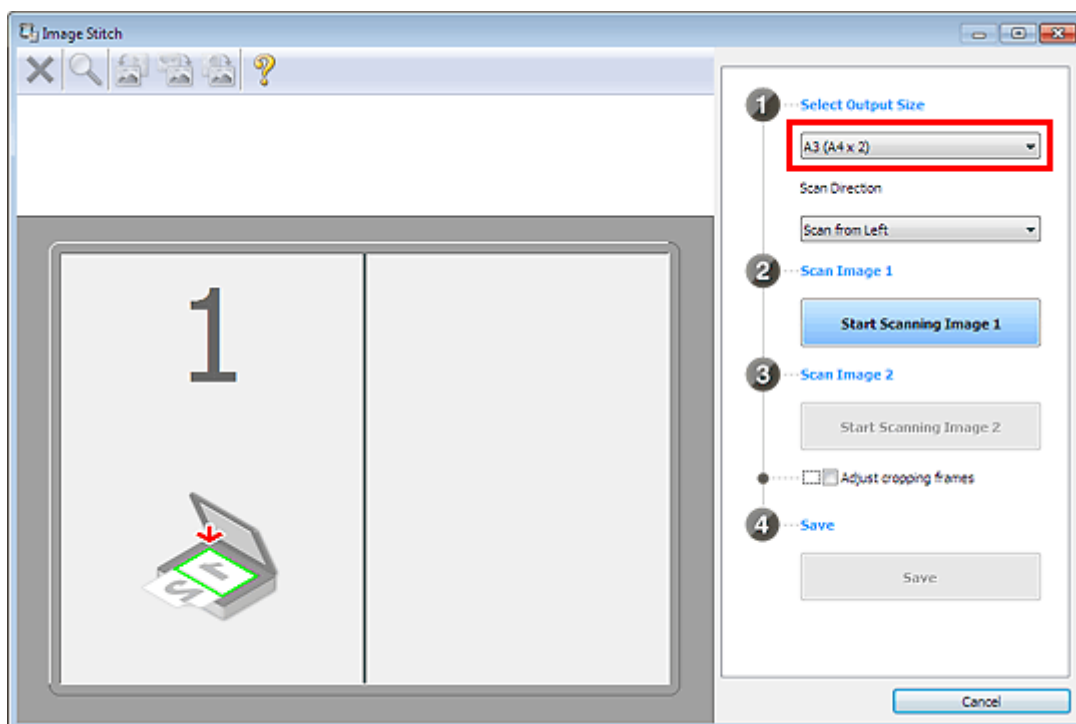 Image Stitch
1
Select Output Size
A3 (A4 x 2)
Scan Direction
Scan from Left
2
Scan Image 1
Start Scanning Image 1
3
Scan Image 2
Start Scanning Image 2
Adjust cropping frames
4
Save
Save
Cancel
1